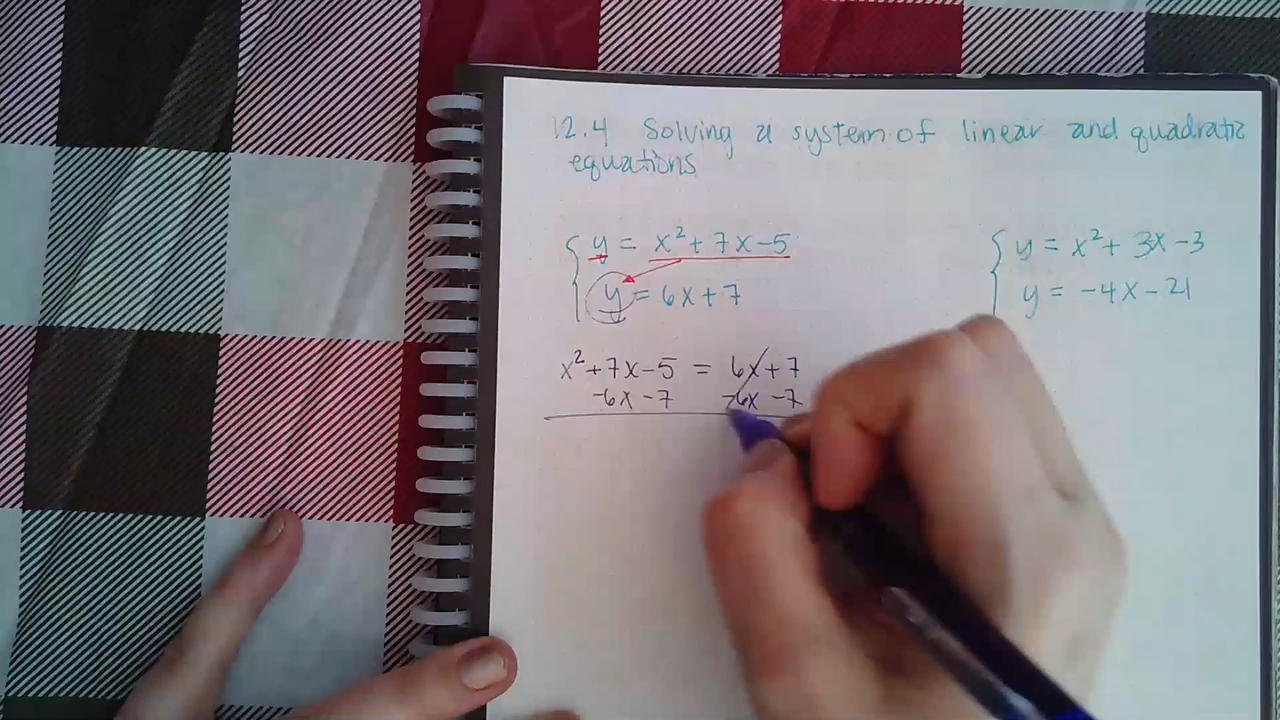 12.4 Solving a system of linear and quadratic
equations
y = x² + 7x - 5
y = 6x + 7
x² + 7x - 5 = 6x + 7
-6x - 7 -6x - 7
y = x² + 3x - 3
y = -4x - 21